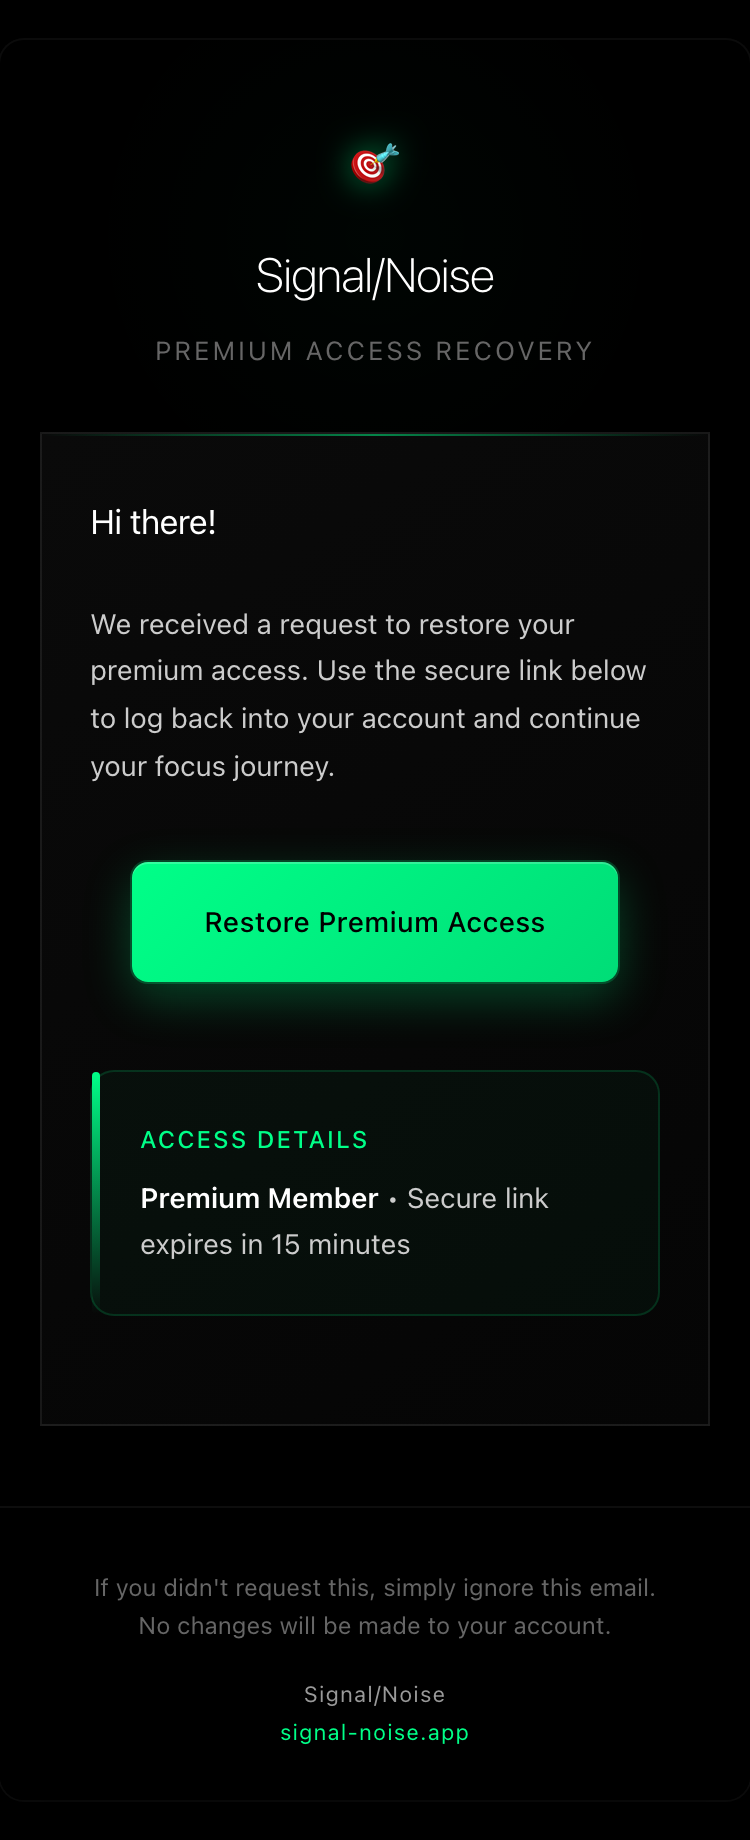 Signal/Noise
PREMIUM ACCESS RECOVERY
Hi there!
We received a request to restore your
premium access. Use the secure link below
to log back into your account and continue
your focus journey.
Restore Premium Access
ACCESS DETAILS
Premium Member • Secure link
expires in 15 minutes
If you didn't request this, simply ignore this email.
No changes will be made to your account.
Signal/Noise
signal-noise.app